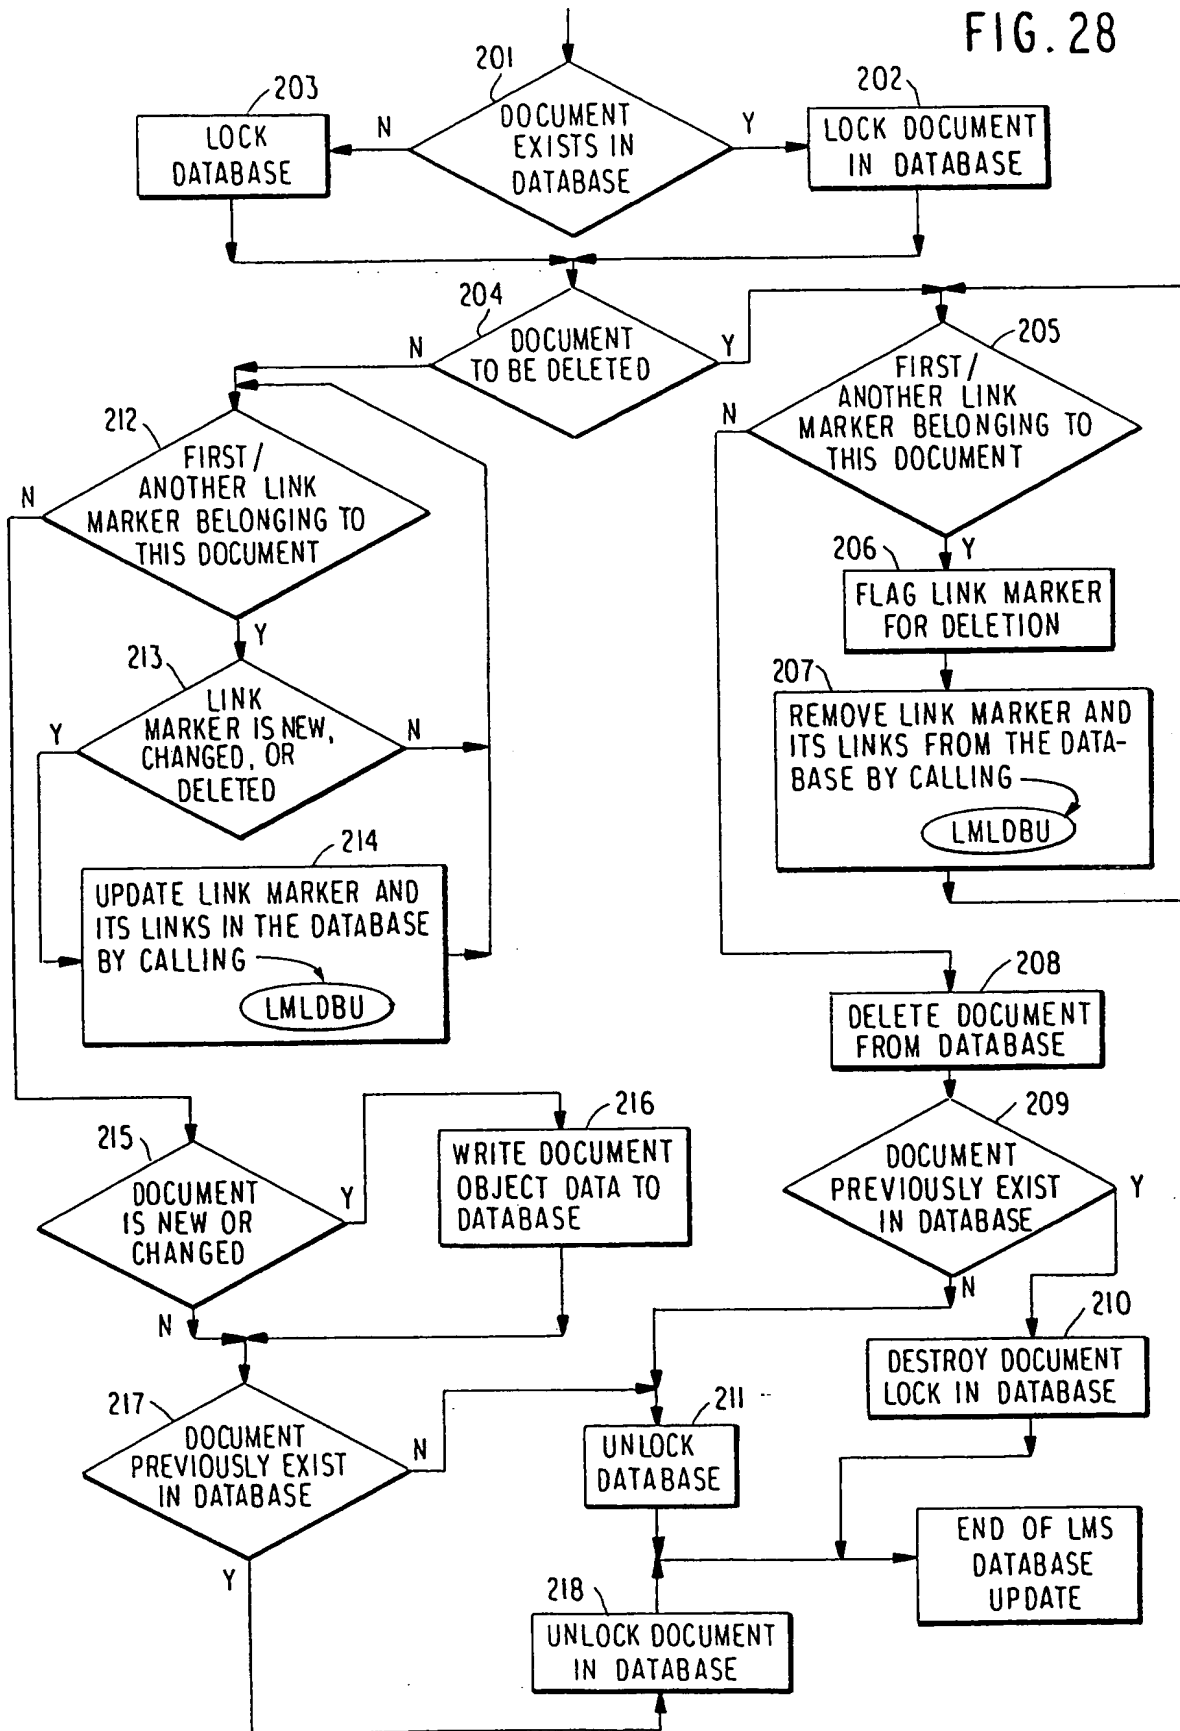 FIG. 28
201
DOCUMENT
EXISTS IN
DATABASE
N
Y
203
LOCK
DATABASE
202
LOCK DOCUMENT
IN DATABASE
204
DOCUMENT
TO BE DELETED
N
Y
205
FIRST/
ANOTHER LINK
MARKER BELONGING TO
THIS DOCUMENT
N
Y
206
FLAG LINK MARKER
FOR DELETION
207
REMOVE LINK MARKER AND
ITS LINKS FROM THE DATA-
BASE BY CALLING
LMLDBU
212
FIRST/
ANOTHER LINK
MARKER BELONGING TO
THIS DOCUMENT
N
Y
213
LINK
MARKER IS NEW,
CHANGED, OR
DELETED
Y
N
214
UPDATE LINK MARKER AND
ITS LINKS IN THE DATABASE
BY CALLING
LMLDBU
208
DELETE DOCUMENT
FROM DATABASE
209
DOCUMENT
PREVIOUSLY EXIST
IN DATABASE
Y
N
215
DOCUMENT
IS NEW OR
CHANGED
Y
N
216
WRITE DOCUMENT
OBJECT DATA TO
DATABASE
210
DESTROY DOCUMENT
LOCK IN DATABASE
217
DOCUMENT
PREVIOUSLY EXIST
IN DATABASE
N
Y
211
UNLOCK
DATABASE
218
UNLOCK DOCUMENT
IN DATABASE
END OF LMS
DATABASE
UPDATE